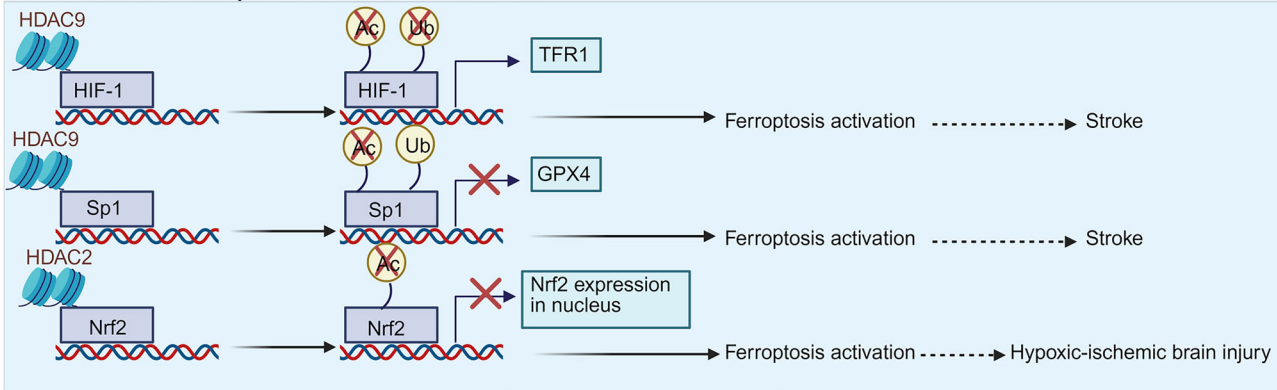 HDAC9
HIF-1
Ac
Ub
HIF-1
TFR1
Ferroptosis activation
Stroke
HDAC9
Sp1
Ac
Ub
Sp1
GPX4
Ferroptosis activation
Stroke
HDAC2
Nrf2
Ac
Nrf2
Nrf2 expression
in nucleus
Ferroptosis activation
Hypoxic-ischemic brain injury